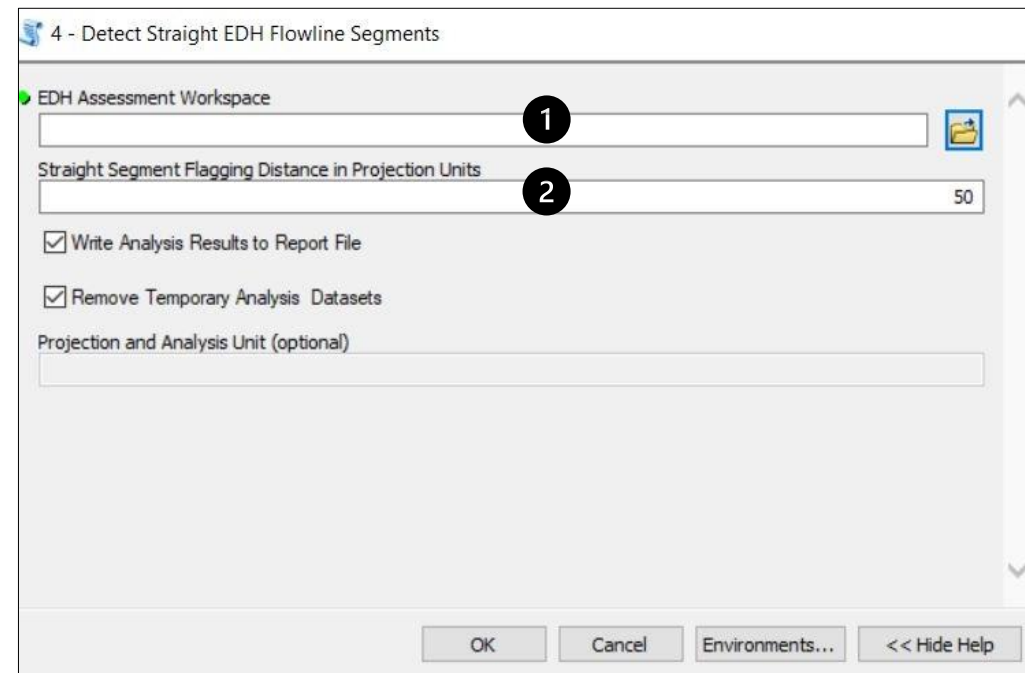 4 - Detect Straight EDH Flowline Segments
EDH Assessment Workspace
1
Straight Segment Flagging Distance in Projection Units
2
50
Write Analysis Results to Report File
Remove Temporary Analysis Datasets
Projection and Analysis Unit (optional)
OK Cancel Environments... << Hide Help